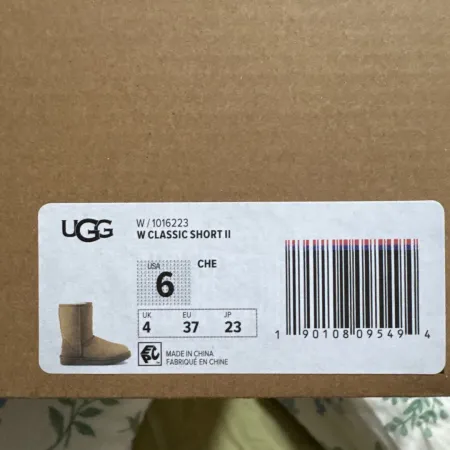 UGG
W / 1016223
W CLASSIC SHORT II
USA
6
CHE
UK EU JP
4 37 23
MADE IN CHINA
FABRIQUÉ EN CHINE
1 90108 09549 4